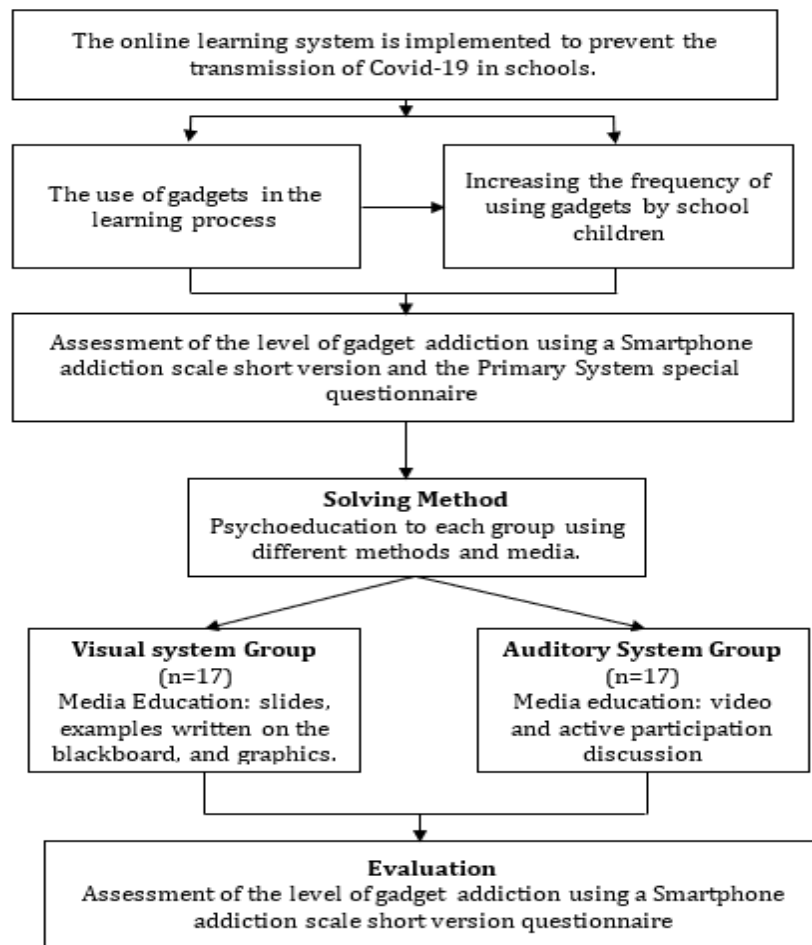 The online learning system is implemented to prevent the
transmission of Covid-19 in schools.
The use of gadgets in the
learning process
Increasing the frequency of
using gadgets by school
children
Assessment of the level of gadget addiction using a Smartphone
addiction scale short version and the Primary System special
questionnaire
Solving Method
Psychoeducation to each group using
different methods and media.
Visual system Group
(n=17)
Media Education: slides,
examples written on the
blackboard, and graphics.
Auditory System Group
(n=17)
Media education: video
and active participation
discussion
Evaluation
Assessment of the level of gadget addiction using a Smartphone
addiction scale short version questionnaire